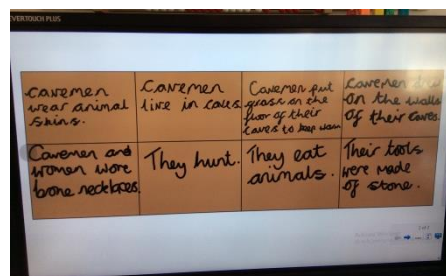 EVERTOUCH PLUS
Cavemen
wear animal
skins.
Cavemen
live in caves.
Cavemen put
grass on the
floor of their
caves to keep warm
Cavemen
on the walls
of their caves.
Cavemen and
women wore
bone necklaces.
They hunt.
They eat
animals.
Their tools
were made
of stone.